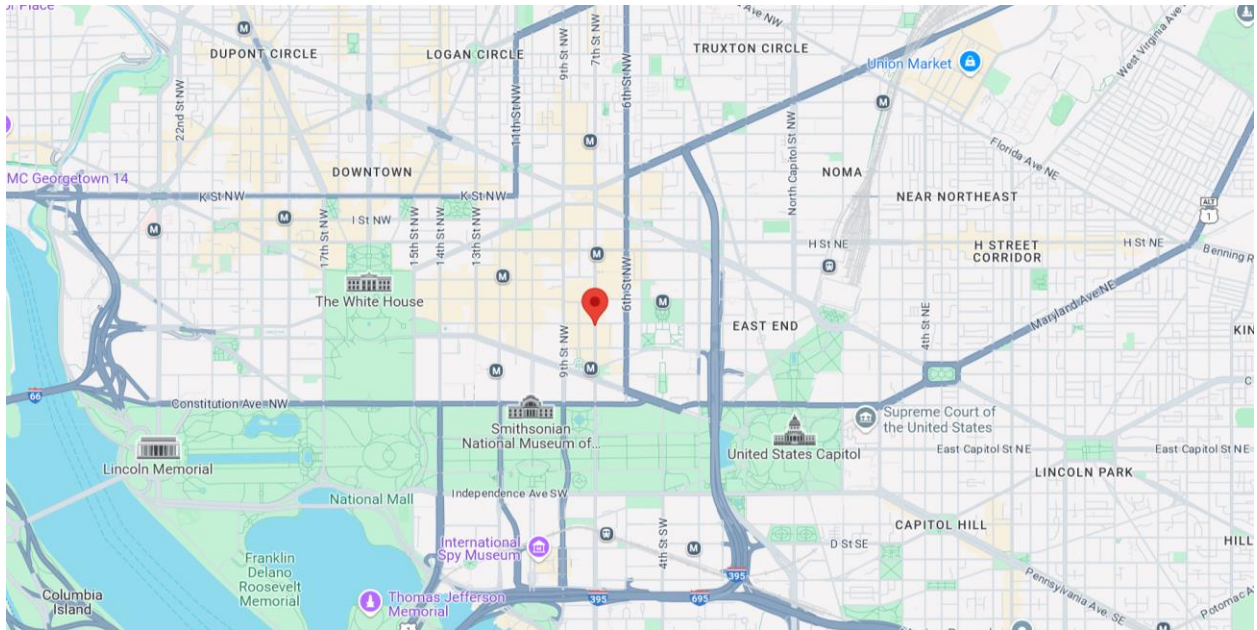 or Place
DUPONT CIRCLE
LOGAN CIRCLE
9th St NW
7th St NW
6th St NW
TRUXTON CIRCLE
Ave NW
Union Market
West Virginia Ave
22nd St NW
11th St NW
North Capitol St NW
Florida Ave NE
MC Georgetown 14
DOWNTOWN
NOMA
K St NW
K St NW
NEAR NORTHEAST
ALT
1
I St NW
17th St NW
15th St NW
14th St NW
13th St NW
H St NE
H STREET
CORRIDOR
H St NE
Benning R
The White House
6th St NW
EAST END
Maryland Ave NE
9th St NW
4th St NE
KIN
C
66
Constitution Ave NW
Smithsonian
National Museum of...
Supreme Court of
the United States
United States Capitol
East Capitol St NE
East Capitol St NE
Lincoln Memorial
LINCOLN PARK
National Mall
Independence Ave SW
CAPITOL HILL
4th St SW
D St SE
HILL
International
Spy Museum
Franklin
Delano
Roosevelt
Memorial
395
Pennsylvania Ave. SE
Columbia
Island
Thomas Jefferson
Memorial
395
695
Potomac A
M